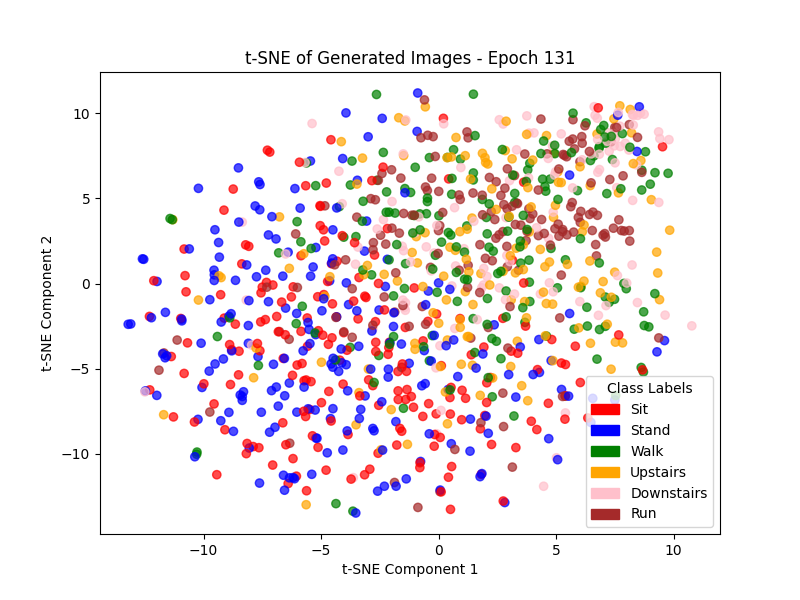 t-SNE of Generated Images - Epoch 131
t-SNE Component 2
10
5
0
−5
−10
−10
−5
0
5
10
t-SNE Component 1
Class Labels
Sit
Stand
Walk
Upstairs
Downstairs
Run